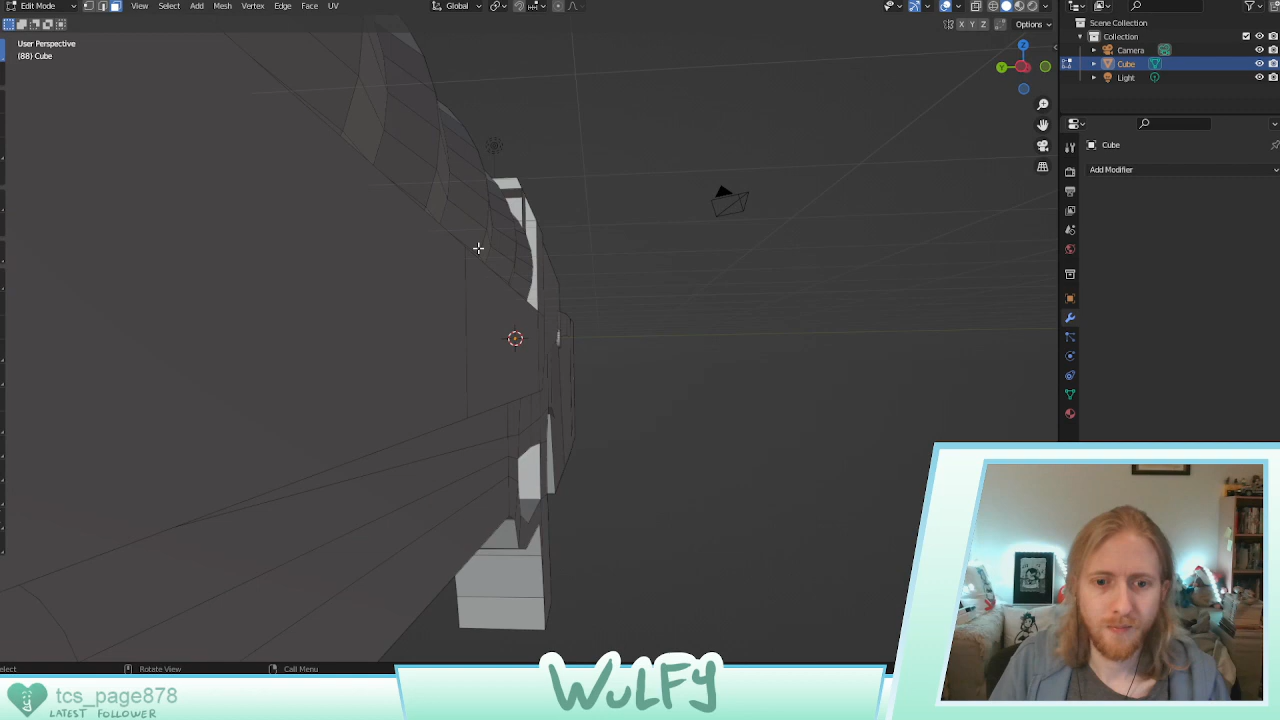 Edit Mode View Select Add Mesh Vertex Edge Face UV Global
X Y Z Options
User Perspective
(88) Cube
Z
Y
Scene Collection
Collection
Camera
Cube
Light
Cube
Add Modifier
elect Rotate View Call Menu
tcs_page878
LATEST FOLLOWER
WULFY